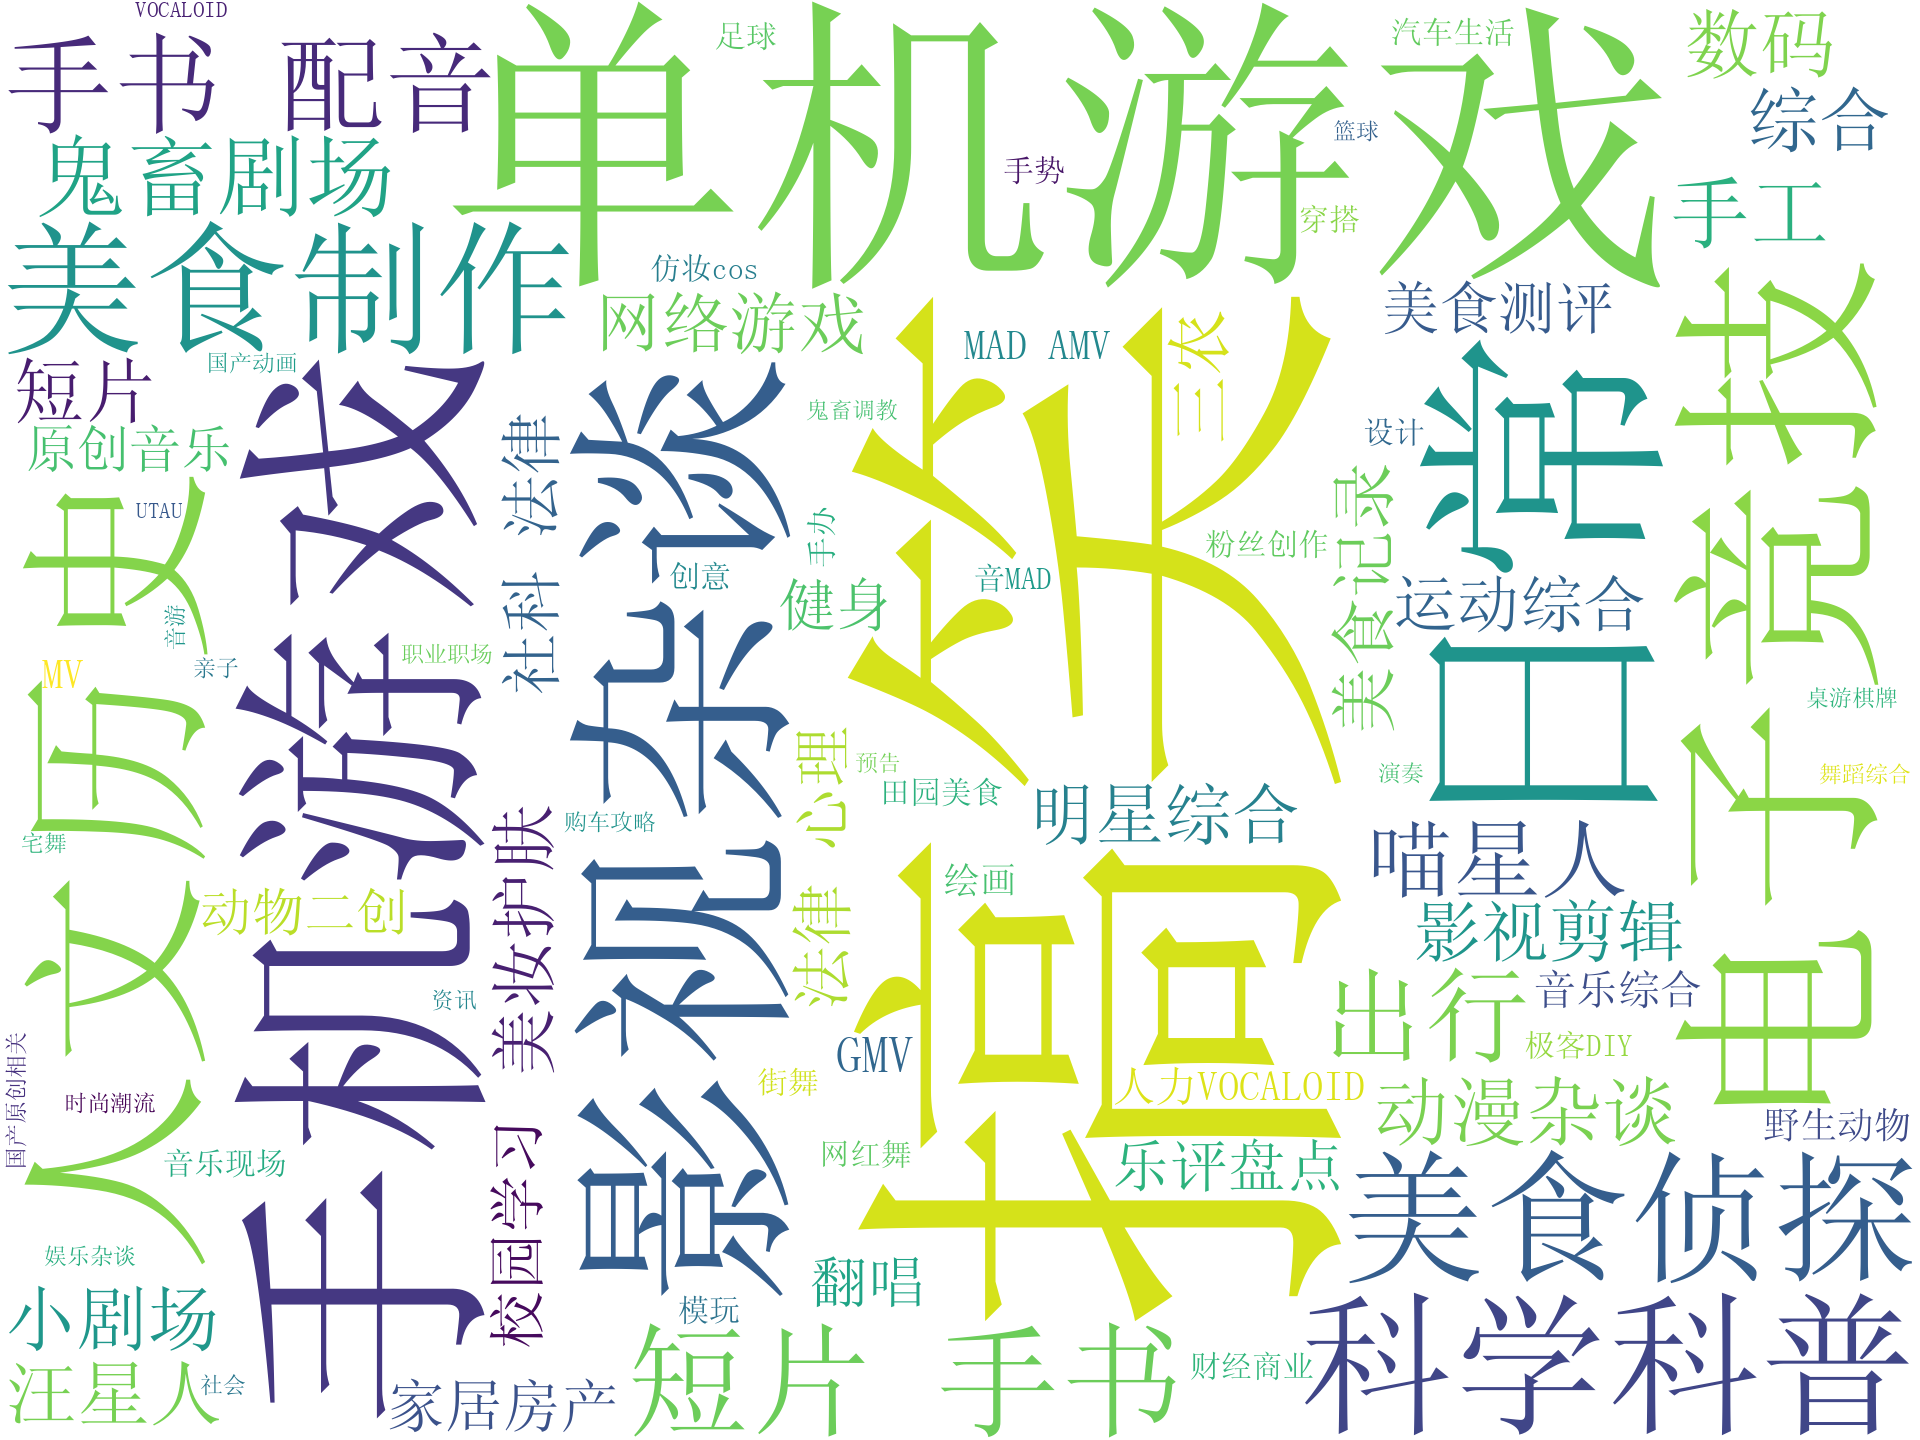 VOCALOID
手书 配音
单机游戏
足球
汽车生活
数码
综合
篮球
手势
穿搭
手工
鬼畜剧场
美食制作
仿妆cos
网络游戏
MAD AMV
三农
美食测评
国产动画
短片
原创音乐
鬼畜调教
设计
UTAU
社科 法律
影视杂谈
创意
手办
健身
音MAD
粉丝创作
搞笑
美食记录
日常
运动综合
电子竞技
人文历史
音游
亲子
MV
手机游戏
职业职场
心理
法律
预告
田园美食
明星综合
演奏
桌游棋牌
舞蹈综合
宅舞
购车攻略
动物二创
美妆护肤
绘画
喵星人
影视剪辑
资讯
音乐综合
出行
GMV
极客DIY
国产原创相关
时尚潮流
街舞
人力VOCALOID
动漫杂谈
野生动物
音乐现场
校园学习
网红舞
乐评盘点
美食侦探
娱乐杂谈
小剧场
翻唱
模玩
科学科普
短片 手书
财经商业
汪星人
社会
家居房产